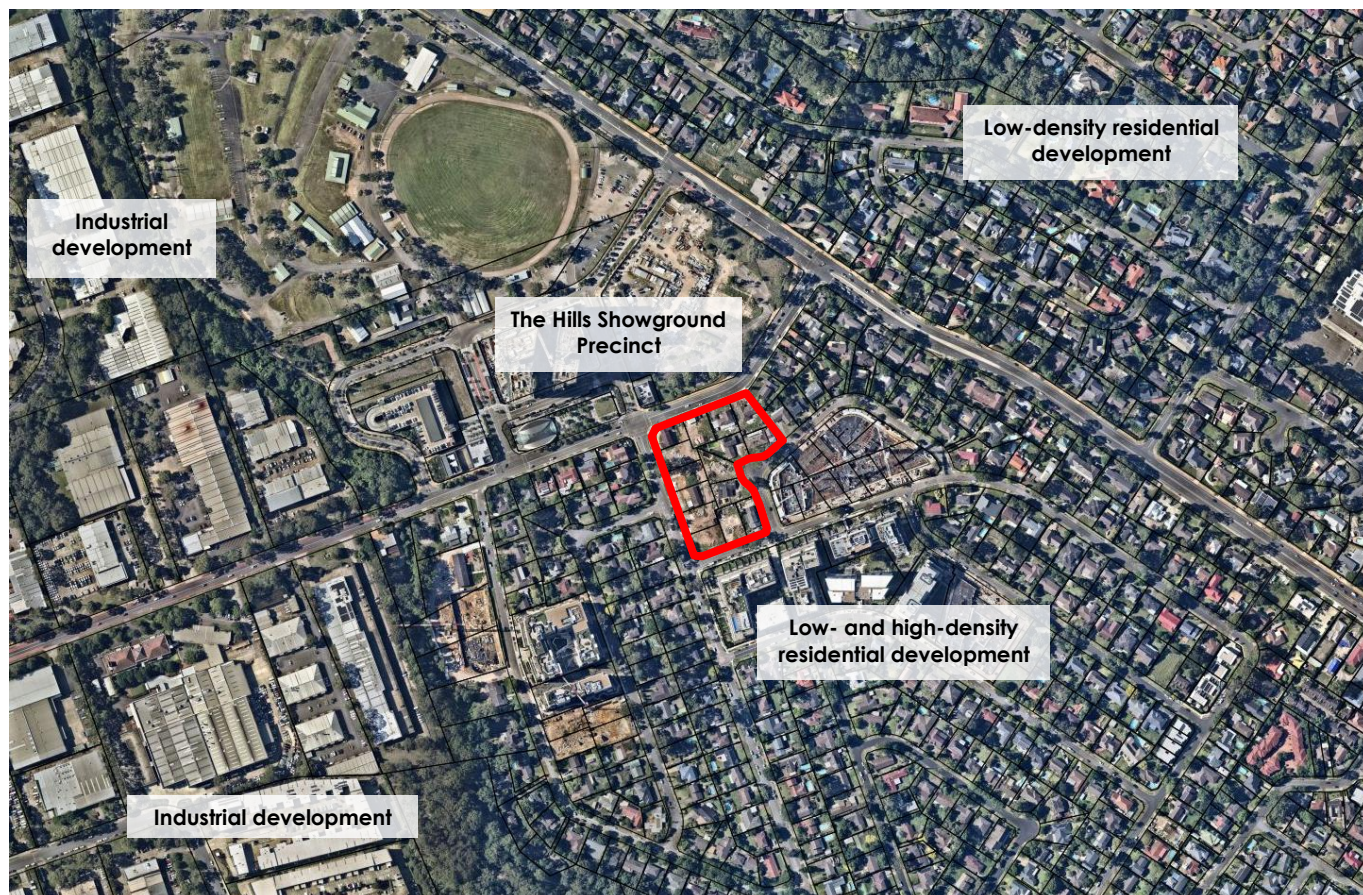 Low-density residential
development
Industrial
development
The Hills Showground
Precinct
Low- and high-density
residential development
Industrial development